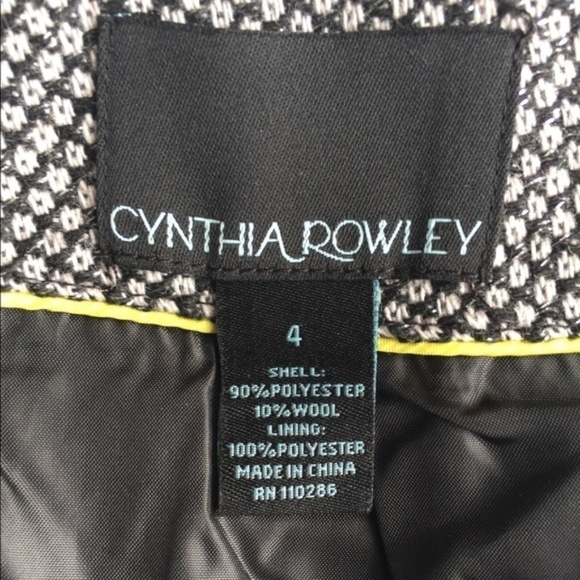 CYNTHIA ROWLEY
4
SHELL:
90% POLYESTER
10% WOOL
LINING:
100% POLYESTER
MADE IN CHINA
RN 110286